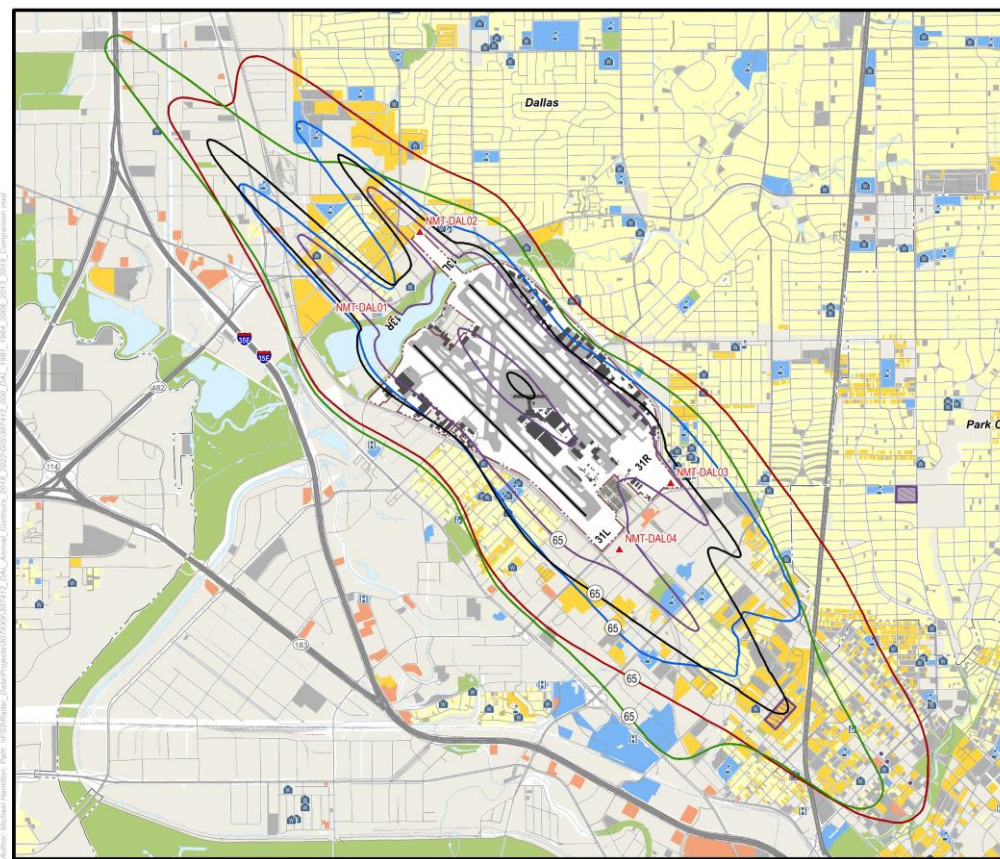 Dallas
NMT-DAL02
13L
NMT-DAL01
13R
35E
35E
482
Park C
114
31R
NMT-DAL03
65
31L
NMT-DAL04
65
65
183
65
65